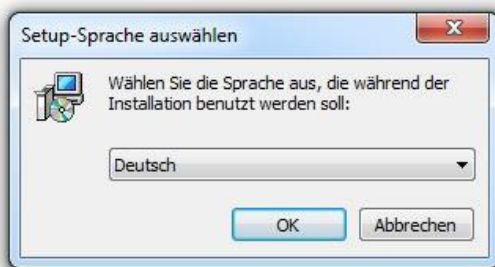 Setup-Sprache auswählen
Wählen Sie die Sprache aus, die während der
Installation benutzt werden soll:
Deutsch
OK
Abbrechen